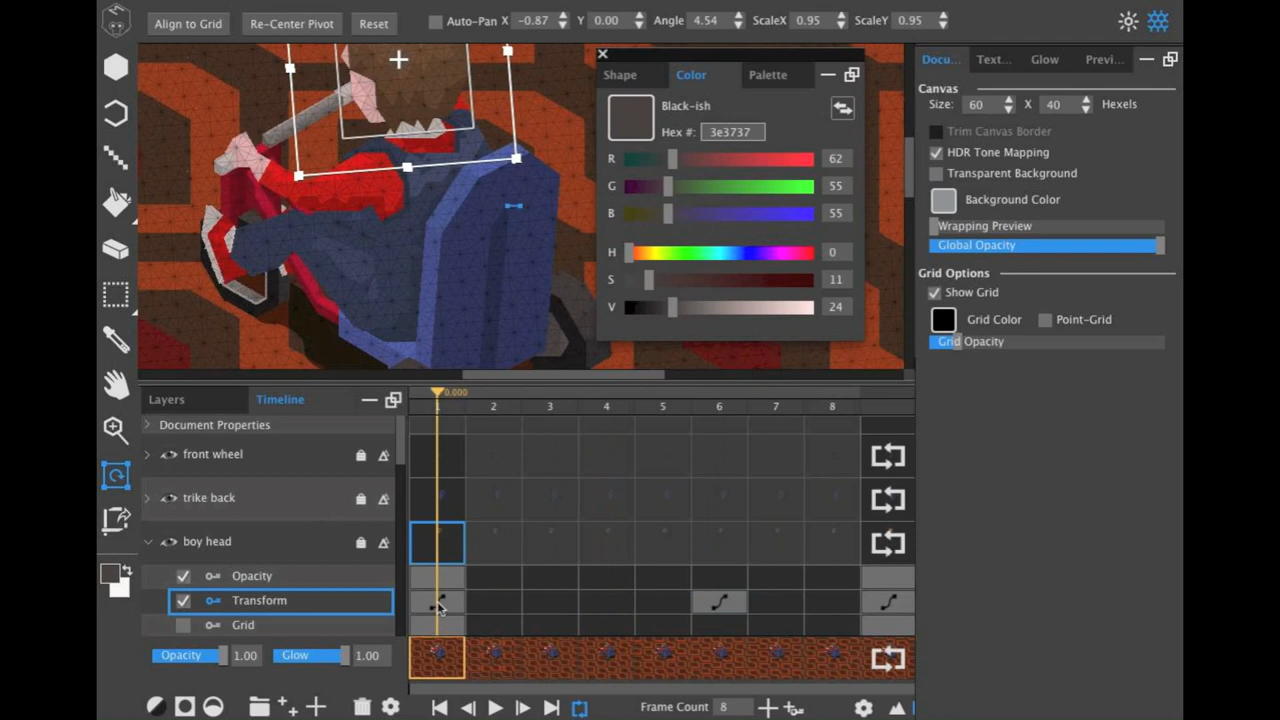 Align to Grid Re-Center Pivot Reset Auto-Pan X -0.87 Y 0.00 Angle 4.54 ScaleX 0.95 ScaleY 0.95
Shape Color Palette
Black-ish
Hex #: 3e3737
R 62
G 55
B 55
H 0
S 11
V 24
Docu... Text... Glow Previ...
Canvas
Size: 60 X 40 Hexels
Trim Canvas Border
HDR Tone Mapping
Transparent Background
Background Color
Wrapping Preview
Global Opacity
Grid Options
Show Grid
Grid Color Point-Grid
Grid Opacity
Layers Timeline
0.000
1 2 3 4 5 6 7 8
Document Properties
front wheel
trike back
boy head
Opacity
Transform
Grid
Opacity 1.00 Glow 1.00
Frame Count 8